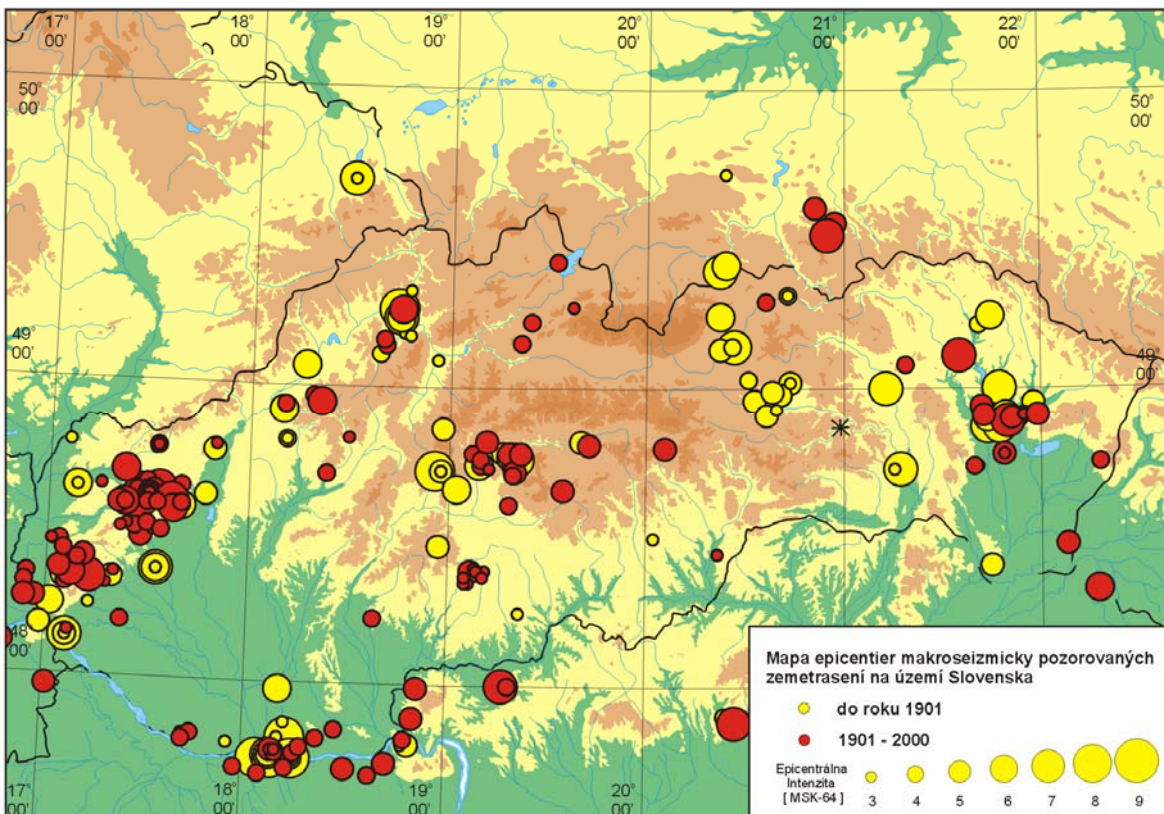 17° 18° 19° 20° 21° 22°
00' 00' 00' 00' 00' 00'
50° 50°
00' 00'
49° 49°
00' 00'
48°
00'
Mapa epicentier makroseizmicky pozorovaných
zemetrasení na území Slovenska
do roku 1901
1901 - 2000
Epicentrálna
Intenzita
[ MSK-64 ] 3 4 5 6 7 8 9
17° 18° 19° 20°
00' 00' 00' 00'